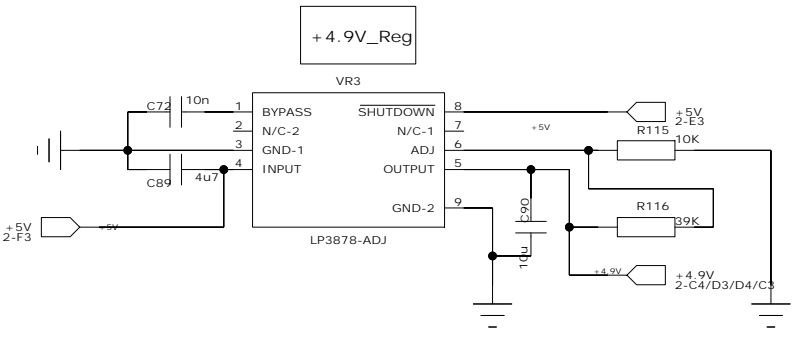 +4.9V_Reg
VR3
C72
10n
1
BYPASS
SHUTDOWN
8
+5V
2-E3
2
N/C-2
N/C-1
7
+5V
R115
10K
3
GND-1
ADJ
6
4
INPUT
OUTPUT
5
C89
4u7
GND-2
9
C90
10u
R116
39K
+5V
2-F3
+5V
LP3878-ADJ
+4.9V
+4.9V
2-C4/D3/D4/C3